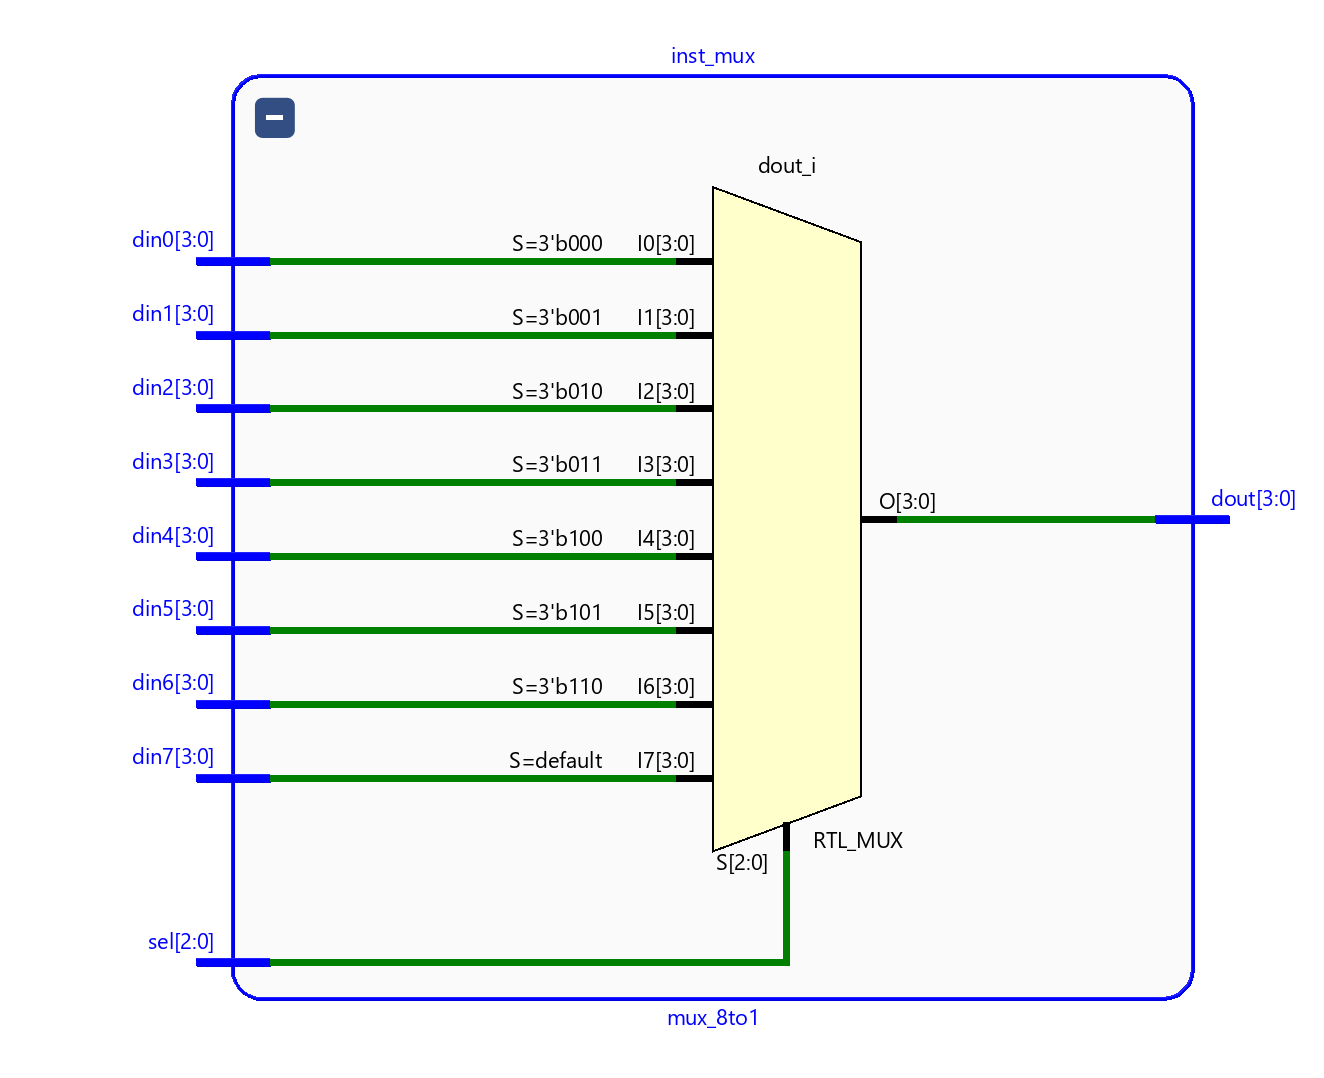 inst_mux
dout_i
din0[3:0] S=3'b000 I0[3:0]
din1[3:0] S=3'b001 I1[3:0]
din2[3:0] S=3'b010 I2[3:0]
din3[3:0] S=3'b011 I3[3:0]
O[3:0] dout[3:0]
din4[3:0] S=3'b100 I4[3:0]
din5[3:0] S=3'b101 I5[3:0]
din6[3:0] S=3'b110 I6[3:0]
din7[3:0] S=default I7[3:0]
RTL_MUX
S[2:0]
sel[2:0]
mux_8to1